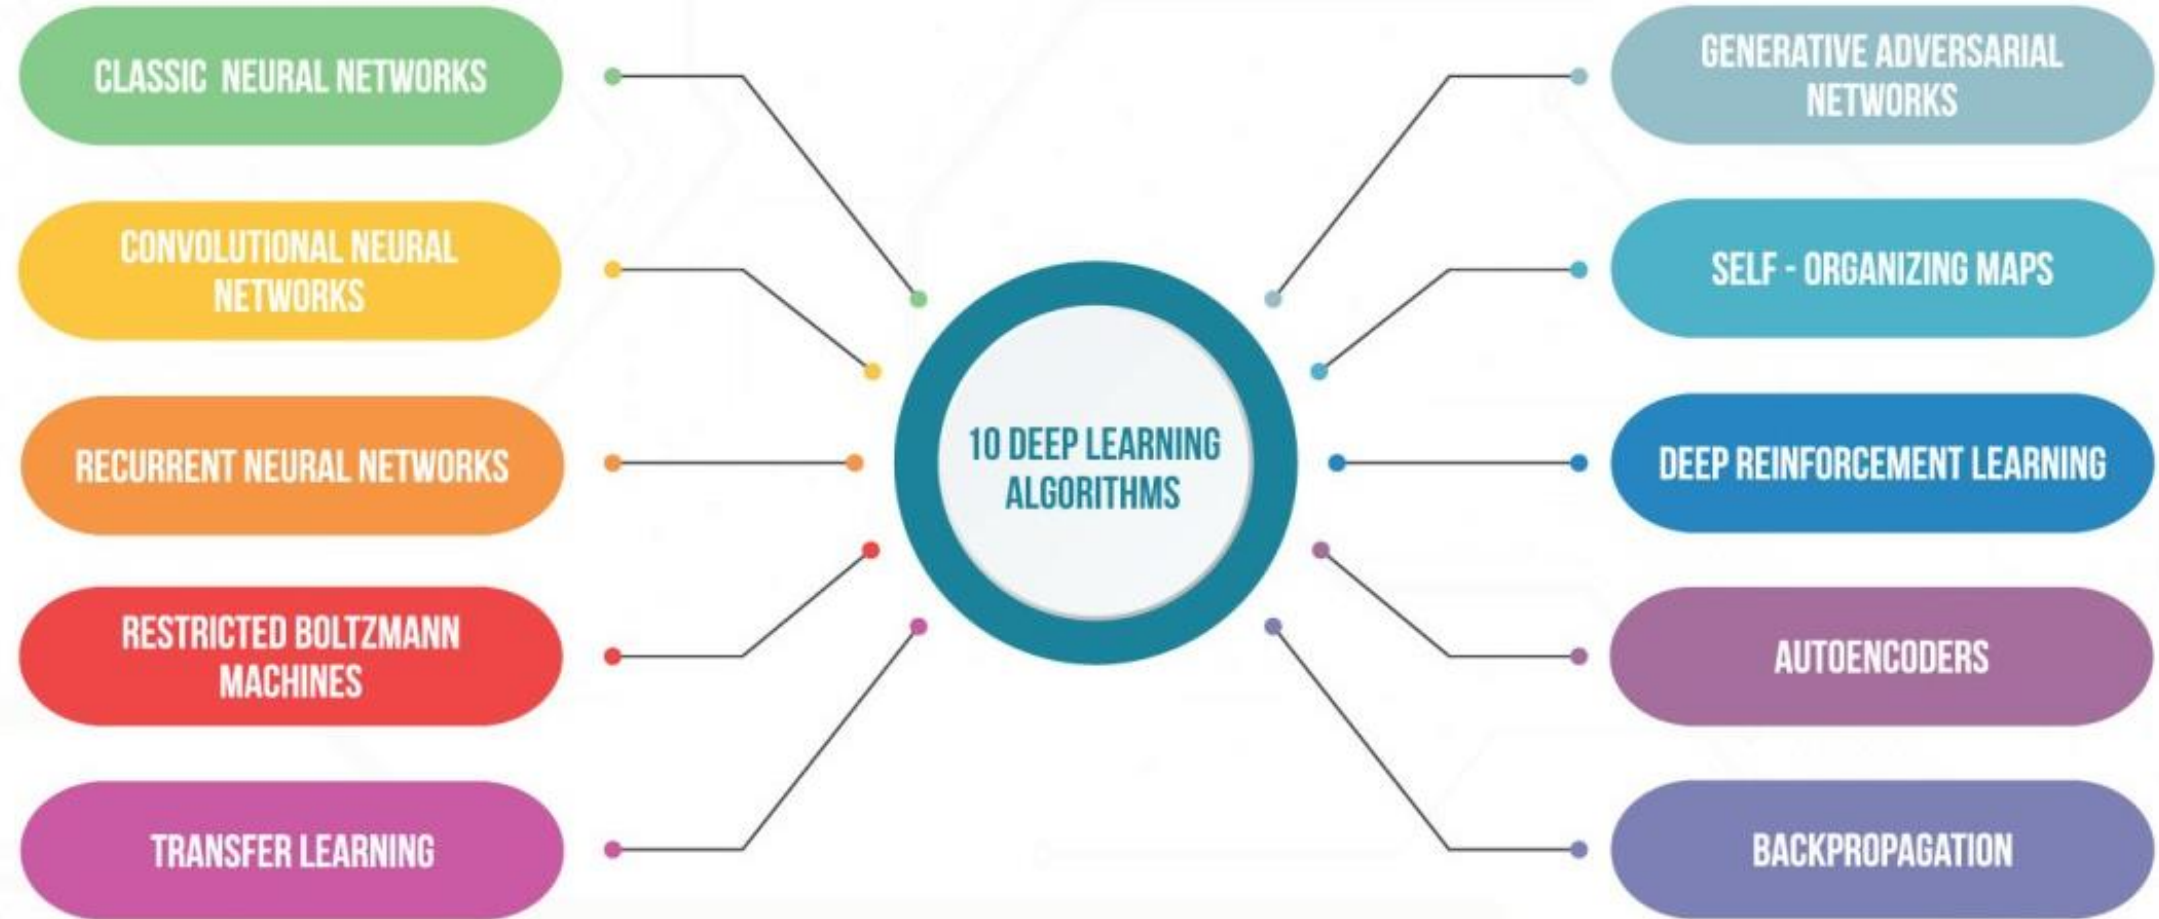 CLASSIC NEURAL NETWORKS
CONVOLUTIONAL NEURAL
NETWORKS
RECURRENT NEURAL NETWORKS
RESTRICTED BOLTZMANN
MACHINES
TRANSFER LEARNING
10 DEEP LEARNING
ALGORITHMS
GENERATIVE ADVERSARIAL
NETWORKS
SELF - ORGANIZING MAPS
DEEP REINFORCEMENT LEARNING
AUTOENCODERS
BACKPROPAGATION